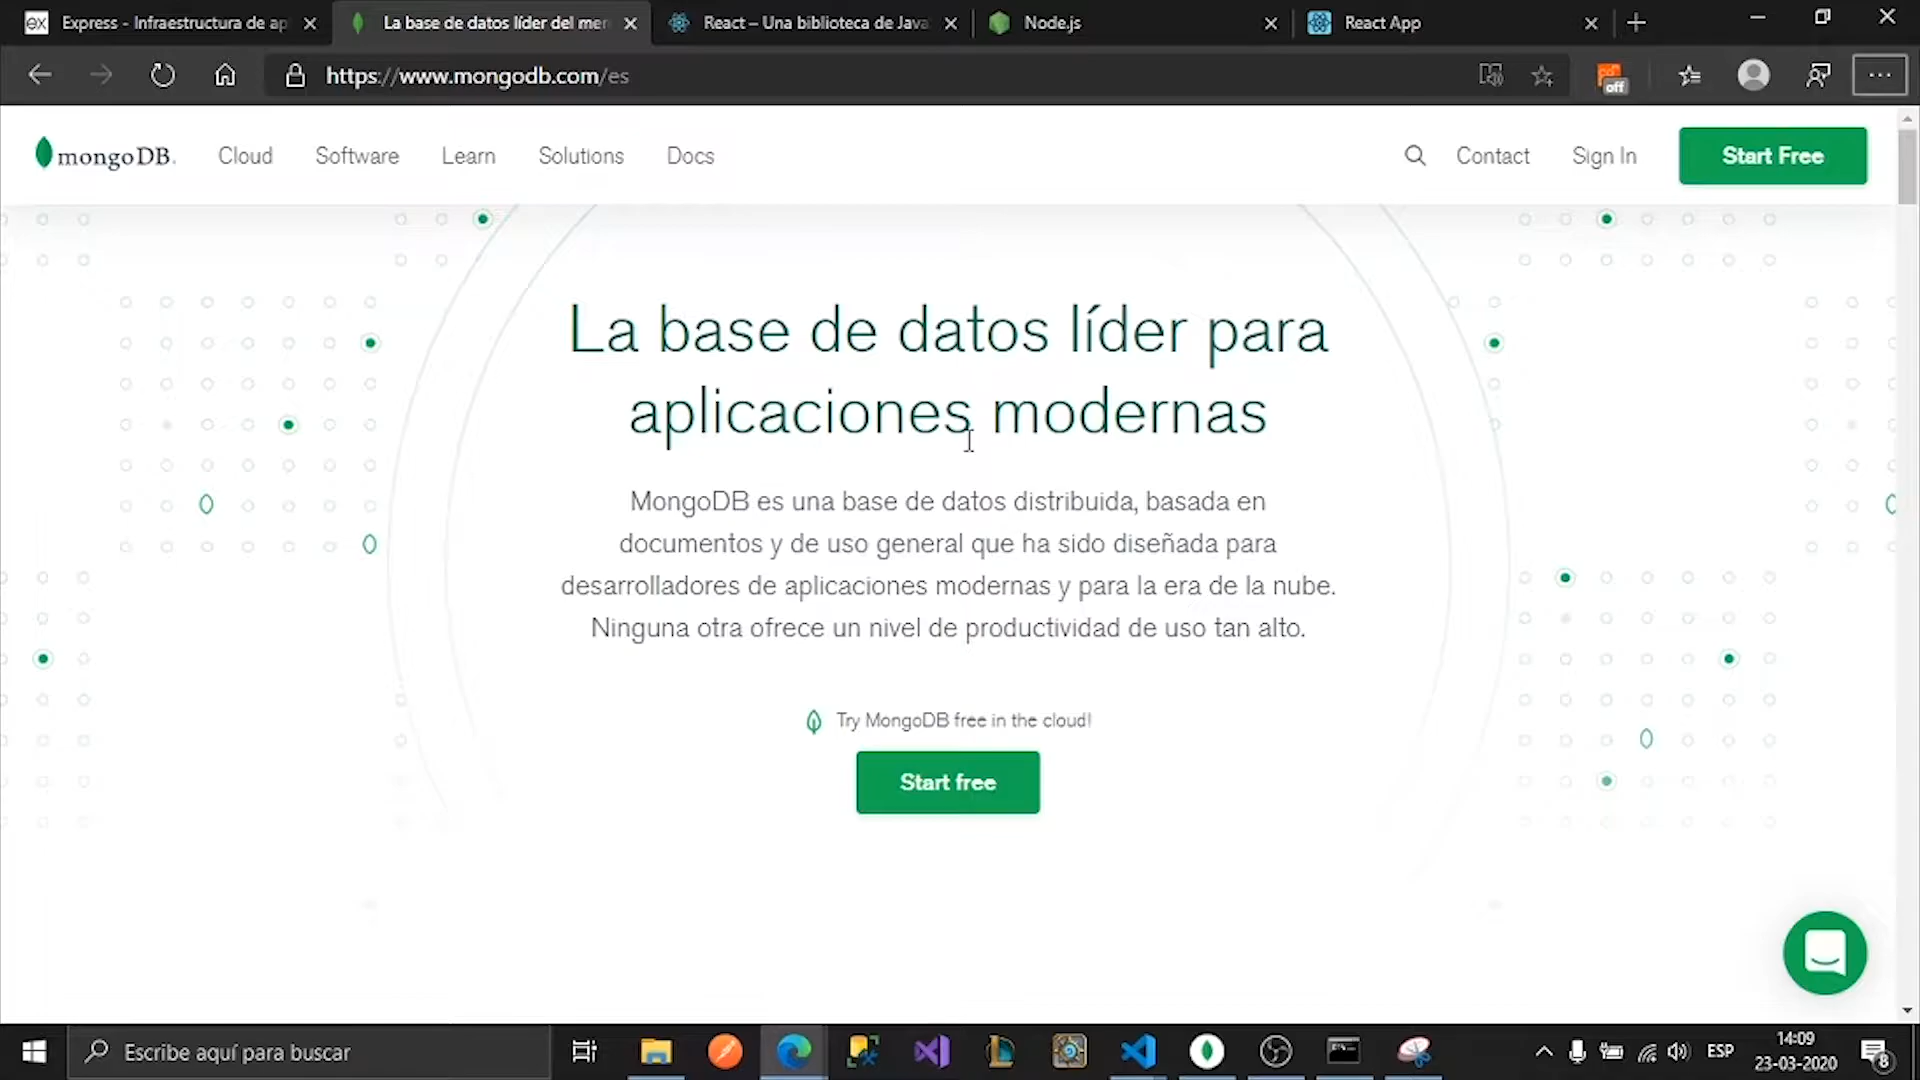 Express - Infraestructura de ap
La base de datos líder del mer
React – Una biblioteca de Java
Node.js
React App
https://www.mongodb.com/es
off
mongoDB.
Cloud
Software
Learn
Solutions
Docs
Contact
Sign In
Start Free
La base de datos líder para
aplicaciones modernas
MongoDB es una base de datos distribuida, basada en
documentos y de uso general que ha sido diseñada para
desarrolladores de aplicaciones modernas y para la era de la nube.
Ninguna otra ofrece un nivel de productividad de uso tan alto.
Try MongoDB free in the cloud!
Start free
Escribe aquí para buscar
ESP
14:09
23-03-2020
8